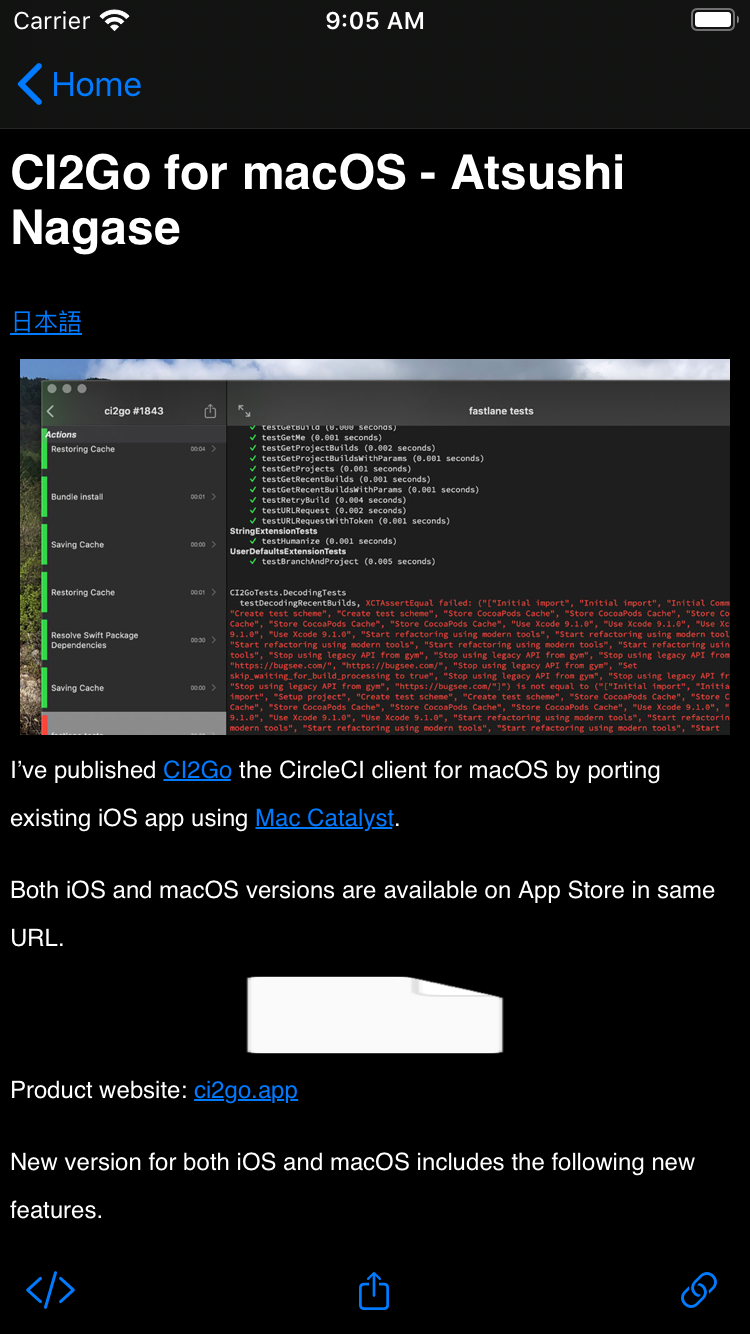 Carrier
9:05 AM
Home
CI2Go for macOS - Atsushi
Nagase
日本語
ci2go #1843
fastlane tests
Actions
Restoring Cache 00:04
Bundle install 00:01
Saving Cache 00:00
Restoring Cache 00:01
Resolve Swift Package
Dependencies 00:30
Saving Cache 00:00
fastlane tests
✓ testGetBuild (0.000 seconds)
✓ testGetMe (0.001 seconds)
✓ testGetProjectBuilds (0.002 seconds)
✓ testGetProjectBuildsWithParams (0.001 seconds)
✓ testGetProjects (0.001 seconds)
✓ testGetRecentBuilds (0.001 seconds)
✓ testGetRecentBuildsWithParams (0.001 seconds)
✓ testRetryBuild (0.004 seconds)
✓ testURLRequest (0.002 seconds)
✓ testURLRequestWithToken (0.001 seconds)
StringExtensionTests
✓ testHumanize (0.001 seconds)
UserDefaultsExtensionTests
✓ testBranchAndProject (0.005 seconds)
CI2GoTests.DecodingTests
testDecodingRecentBuilds, XCTAssertEqual failed: ("["Initial import", "Initial import", "Initial Comm
"Create test scheme", "Create test scheme", "Store CocoaPods Cache", "Store CocoaPods
Cache", "Store CocoaPods Cache", "Store CocoaPods Cache", "Use Xcode 9.1.0", "Use Xc
9.1.0", "Use Xcode 9.1.0", "Start refactoring using modern tools", "Start refactoring using modern tool
"Start refactoring using modern tools", "Start refactoring using modern tools", "Start refactoring usin
tools", "Stop using legacy API from gym", "Stop using legacy API from gym", "Stop using legacy API from
"https://bugsee.com/", "https://bugsee.com/", "Stop using legacy API from gym", "Set
skip_waiting_for_build_processing to true", "Stop using legacy API from gym", "Stop using legacy API fr
"Stop using legacy API from gym", "https://bugsee.com/"]") is not equal to ("["Initial import", "Initia
import", "Setup project", "Create test scheme", "Create test scheme", "Store CocoaPods C
Cache", "Store CocoaPods Cache", "Store CocoaPods Cache", "Store CocoaPods Cache", "Use Xcode 9.1.0",
9.1.0", "Use Xcode 9.1.0", "Start refactoring using modern tools", "Start refactorin
modern tools", "Start refactoring using modern tools", "Start refactoring using modern tools", "Start
I’ve published CI2Go the CircleCI client for macOS by porting
existing iOS app using Mac Catalyst.
Both iOS and macOS versions are available on App Store in same
URL.
Product website: ci2go.app
New version for both iOS and macOS includes the following new
features.